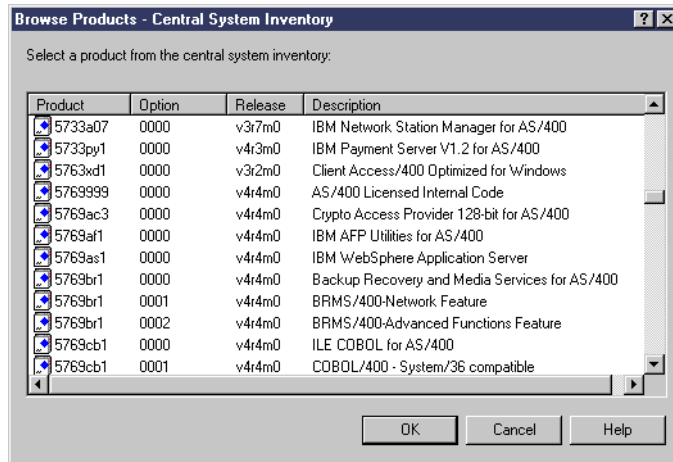 Browse Products - Central System Inventory
Select a product from the central system inventory:
Product Option Release Description
5733a07 0000 v3r7m0 IBM Network Station Manager for AS/400
5733py1 0000 v4r3m0 IBM Payment Server V1.2 for AS/400
5763xd1 0000 v3r2m0 Client Access/400 Optimized for Windows
5769999 0000 v4r4m0 AS/400 Licensed Internal Code
5769ac3 0000 v4r4m0 Crypto Access Provider 128-bit for AS/400
5769af1 0000 v4r4m0 IBM AFP Utilities for AS/400
5769as1 0000 v4r4m0 IBM WebSphere Application Server
5769br1 0000 v4r4m0 Backup Recovery and Media Services for AS/400
5769br1 0001 v4r4m0 BRMS/400-Network Feature
5769br1 0002 v4r4m0 BRMS/400-Advanced Functions Feature
5769cb1 0000 v4r4m0 ILE COBOL for AS/400
5769cb1 0001 v4r4m0 COBOL/400 - System/36 compatible
OK Cancel Help